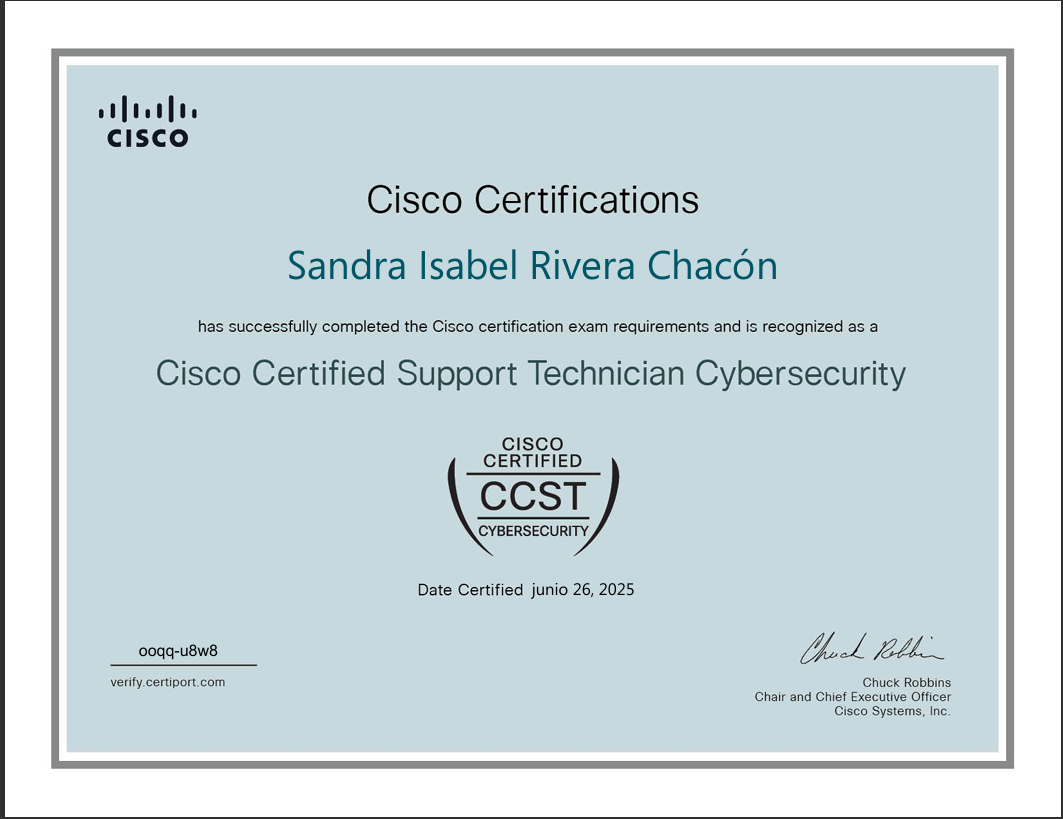 CISCO
Cisco Certifications
Sandra Isabel Rivera Chacón
has successfully completed the Cisco certification exam requirements and is recognized as a
Cisco Certified Support Technician Cybersecurity
CISCO
CERTIFIED
CCST
CYBERSECURITY
Date Certified junio 26, 2025
ooqq-u8w8
verify.certiport.com
Chuck Robbins
Chuck Robbins
Chair and Chief Executive Officer
Cisco Systems, Inc.